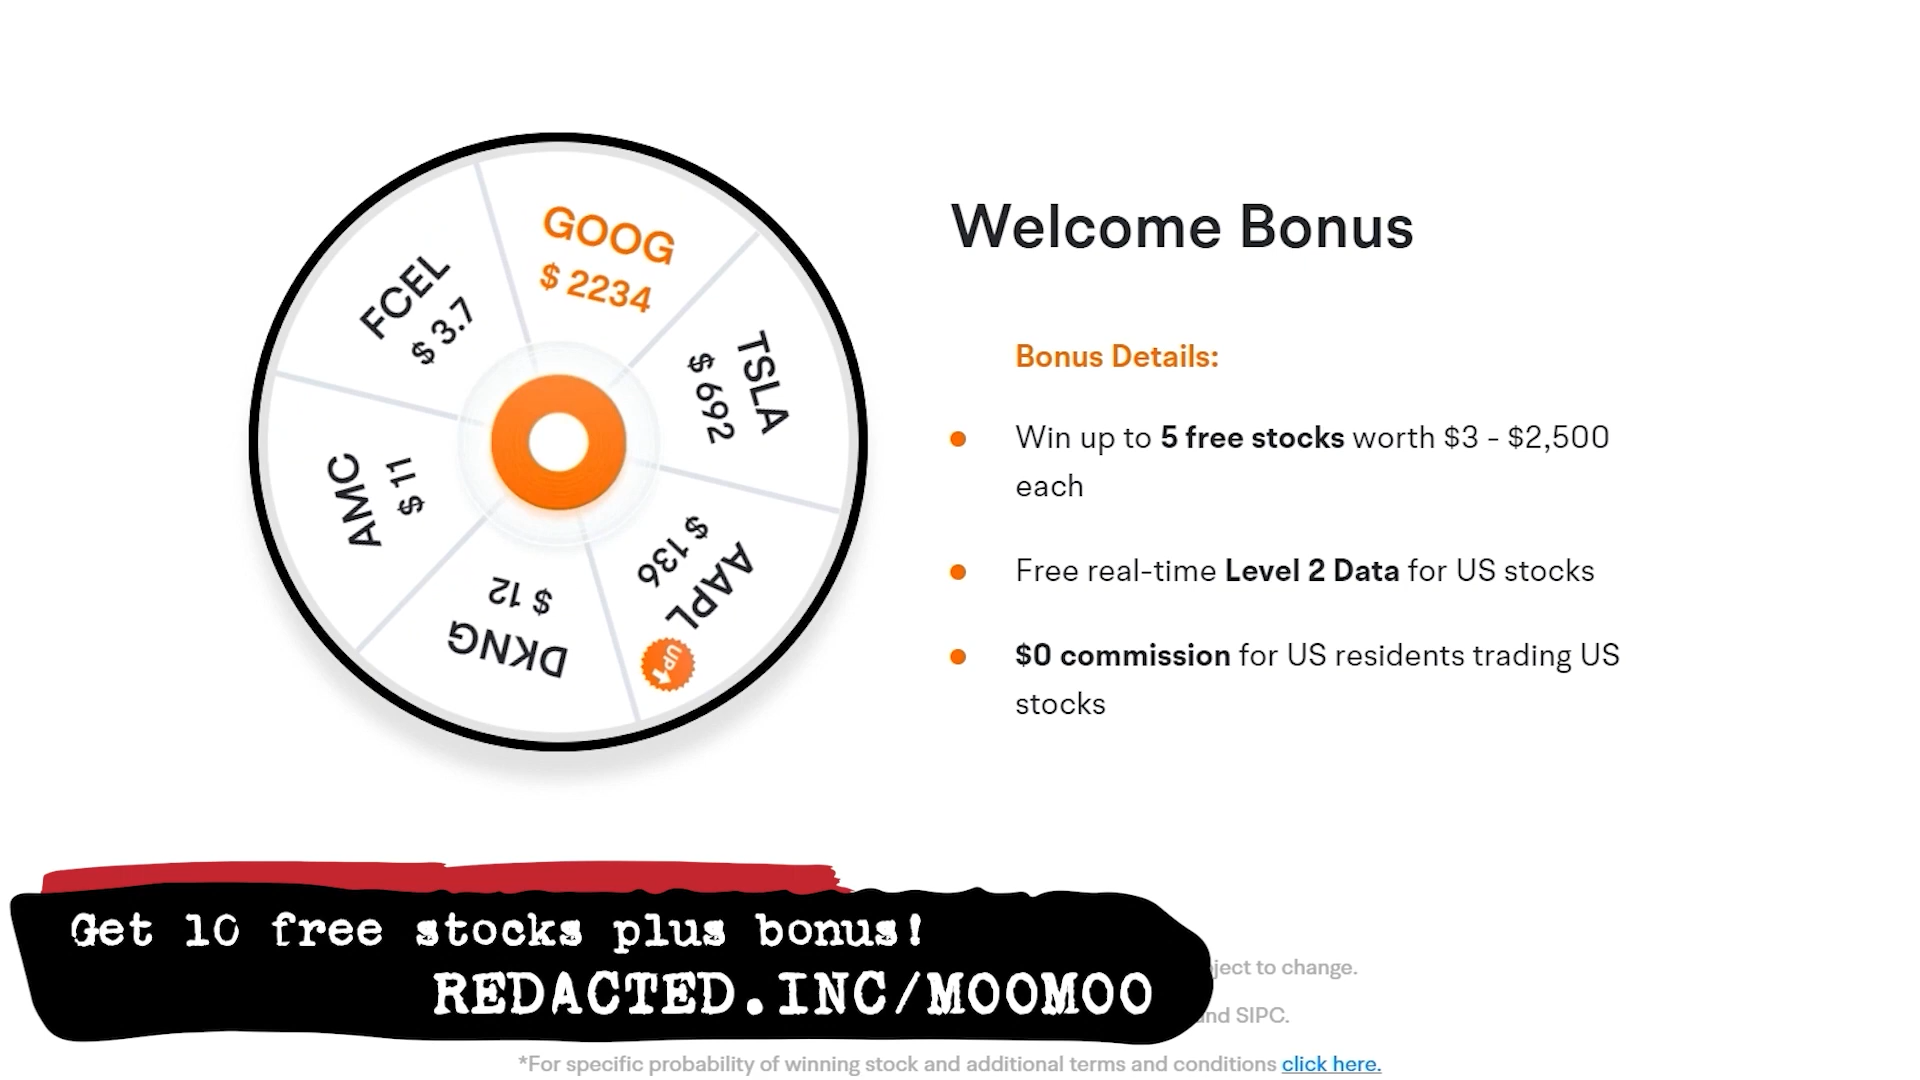 GOOG
$ 2234
TSLA
$ 692
AAPL
$ 136
UP
DKNG
$ 12
AMC
$ 11
FCEL
$ 3.7
Welcome Bonus
Bonus Details:
Win up to 5 free stocks worth $3 - $2,500
each
Free real-time Level 2 Data for US stocks
$0 commission for US residents trading US
stocks
Get 10 free stocks plus bonus!
REDACTED.INC/MOOMOO
to change.
SIPC.
*For specific probability of winning stock and additional terms and conditions click here.